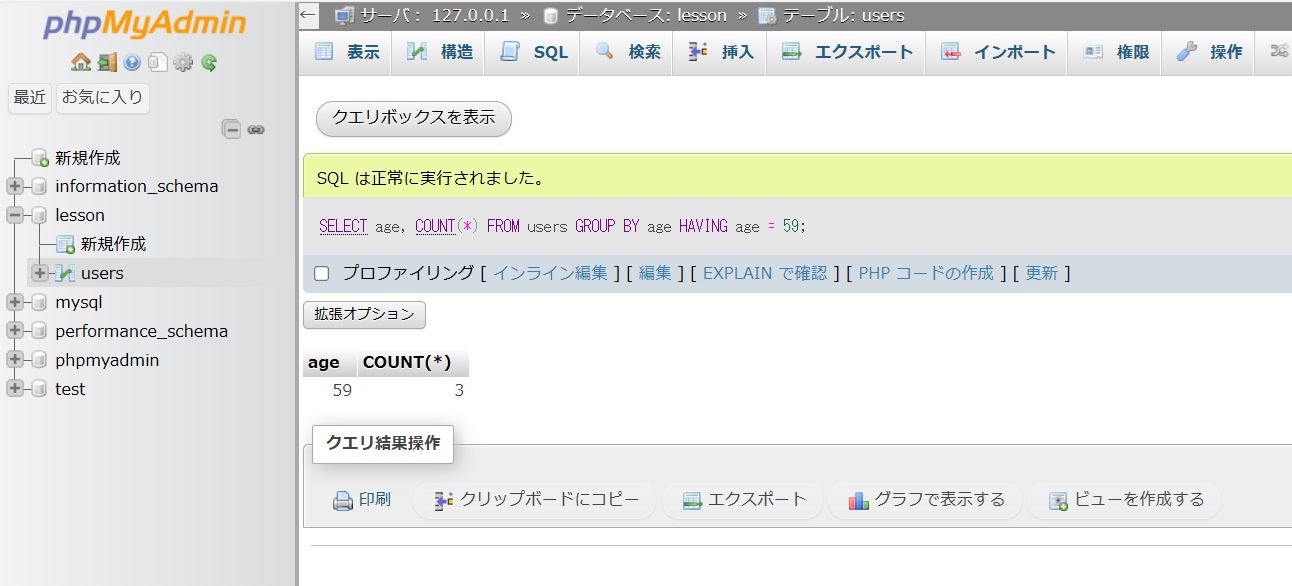 phpMyAdmin
最近 お気に入り
新規作成
information_schema
lesson
新規作成
users
mysql
performance_schema
phpmyadmin
test
← サーバ: 127.0.0.1 » データベース: lesson » テーブル: users
表示 構造 SQL 検索 挿入 エクスポート インポート 権限 操作
クエリボックスを表示
SQL は正常に実行されました。
SELECT age, COUNT(*) FROM users GROUP BY age HAVING age = 59;
プロファイリング [ インライン編集 ] [ 編集 ] [ EXPLAIN で確認 ] [ PHP コードの作成 ] [ 更新 ]
拡張オプション
age COUNT(*)
59 3
クエリ結果操作
印刷 クリップボードにコピー エクスポート グラフで表示する ビューを作成する